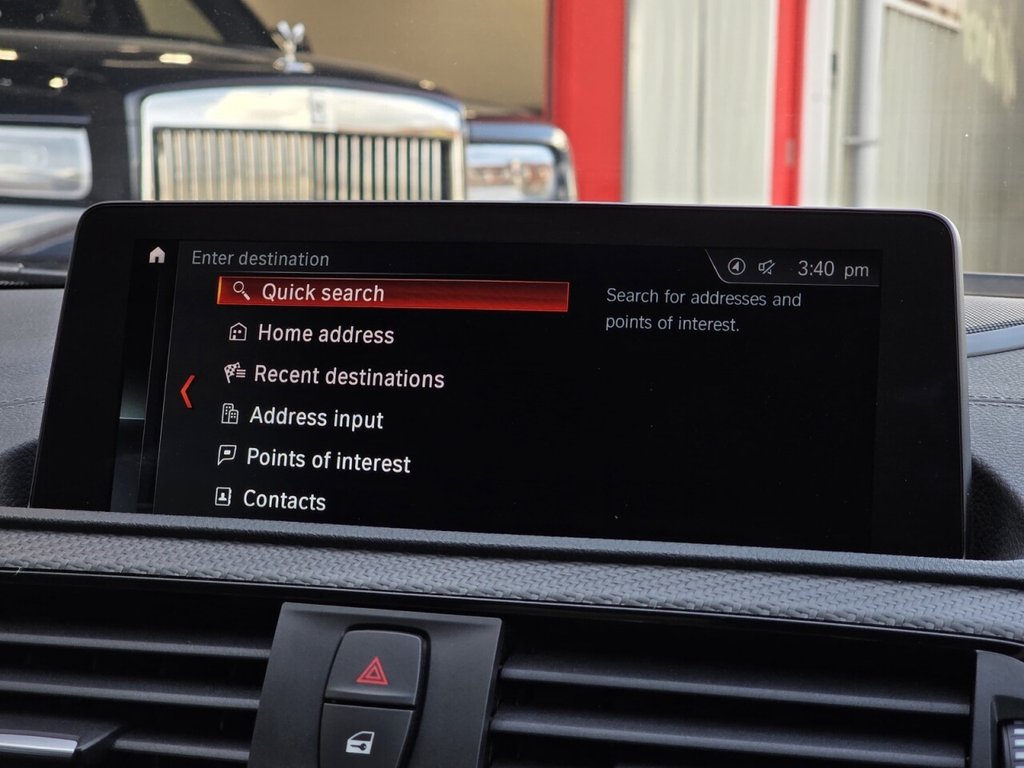 Enter destination
3:40 pm
Quick search
Search for addresses and
points of interest.
Home address
Recent destinations
Address input
Points of interest
Contacts